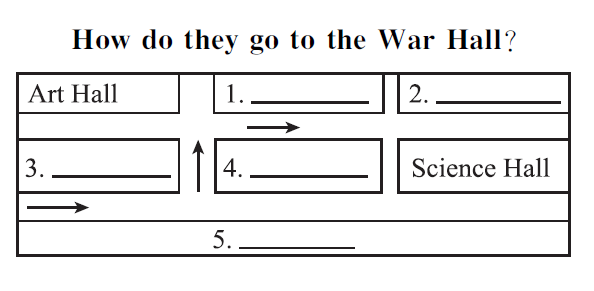 How do they go to the War Hall?
Art Hall 1. ________ 2. ________
3. ________ 4. ________ Science Hall
5. ________